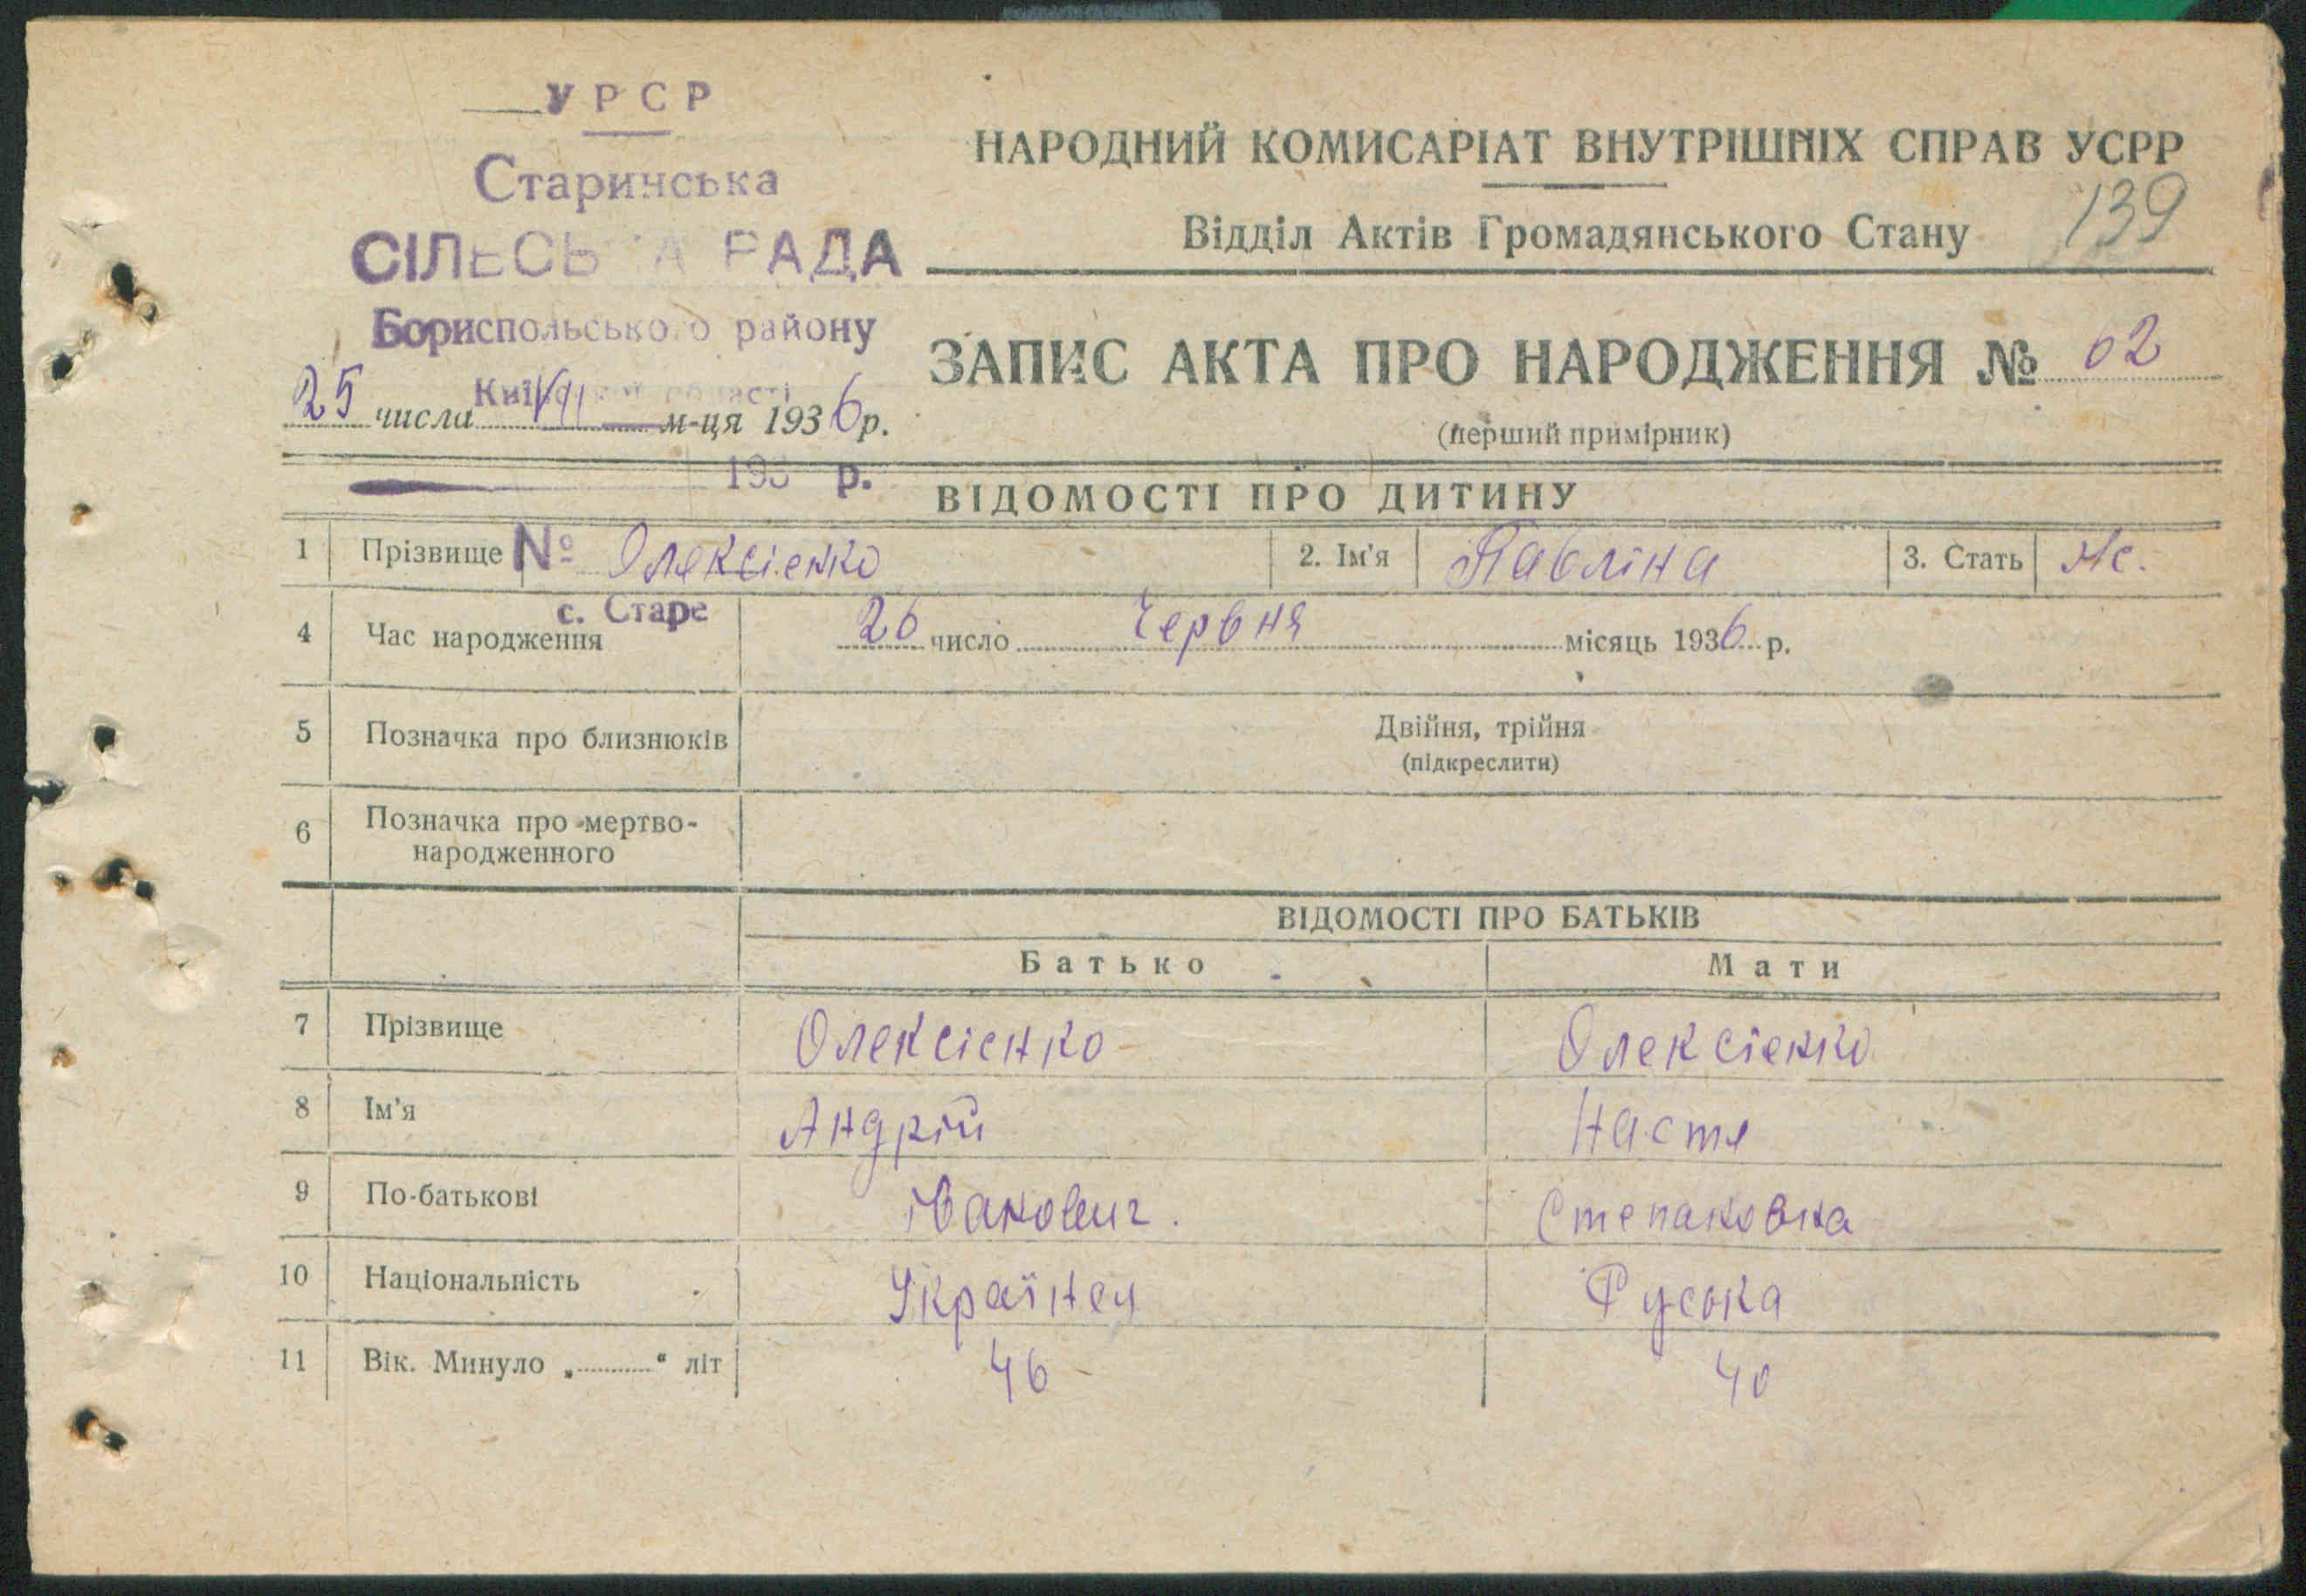 УРСР
Старинська
СІЛЬСЬКА РАДА
Бориспольського району
Київської області
193 р.
№
с. Старе
НАРОДНИЙ КОМИСАРІАТ ВНУТРІШНІХ СПРАВ УСРР
Відділ Актів Громадянського Стану 139
ЗАПИС АКТА ПРО НАРОДЖЕННЯ № 62
25 числа VII м-ця 1936 р.
(перший примірник)
ВІДОМОСТІ ПРО ДИТИНУ
1 Прізвище Олексієнко 2. Ім'я Павліна 3. Стать Жс.
4 Час народження 26 число Червня місяць 1936 р.
5 Позначка про близнюків Двійня, трійня
(підкреслити)
6 Позначка про мертво-
народженного
ВІДОМОСТІ ПРО БАТЬКІВ
Батько Мати
7 Прізвище Олексієнко Олексієнко
8 Ім'я Андрій Настя
9 По-батькові Іванович. Степановна
10 Національність Українец Руська
11 Вік. Минуло „ “ літ 46 40